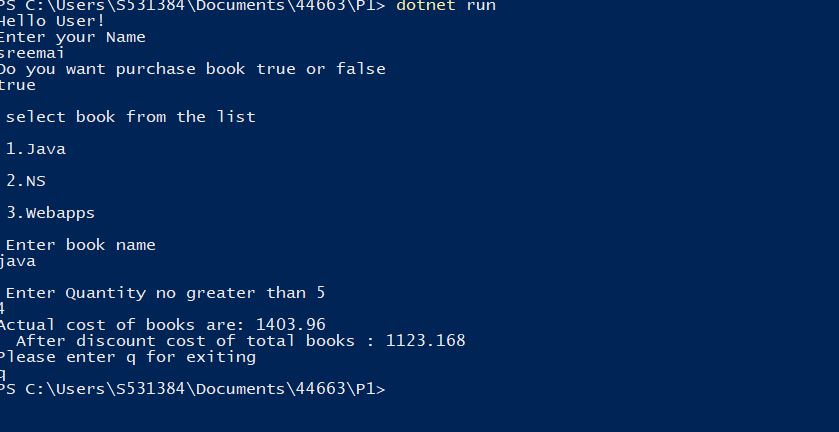 PS C:\Users\S531384\Documents\44663\P1> dotnet run
Hello User!
Enter your Name
sreemai
Do you want purchase book true or false
true
select book from the list
1.Java
2.NS
3.Webapps
Enter book name
java
Enter Quantity no greater than 5
4
Actual cost of books are: 1403.96
After discount cost of total books : 1123.168
Please enter q for exiting
q
PS C:\Users\S531384\Documents\44663\P1>